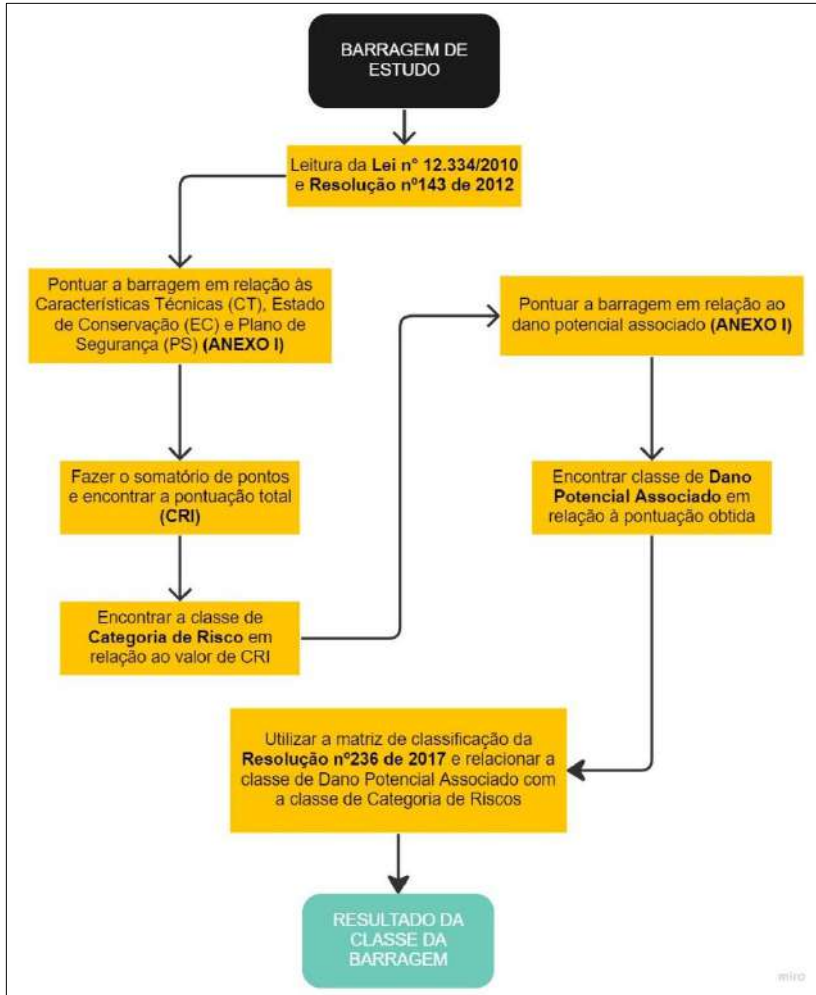 BARRAGEM DE
ESTUDO
Leitura da Lei n° 12.334/2010
e Resolução nº143 de 2012
Pontuar a barragem em relação às
Características Técnicas (CT), Estado
de Conservação (EC) e Plano de
Segurança (PS) (ANEXO I)
Fazer o somatório de pontos
e encontrar a pontuação total
(CRI)
Encontrar a classe de
Categoria de Risco em
relação ao valor de CRI
Pontuar a barragem em relação ao
dano potencial associado (ANEXO I)
Encontrar classe de Dano
Potencial Associado em
relação à pontuação obtida
Utilizar a matriz de classificação da
Resolução nº236 de 2017 e relacionar a
classe de Dano Potencial Associado com
a classe de Categoria de Riscos
RESULTADO DA
CLASSE DA
BARRAGEM
miro